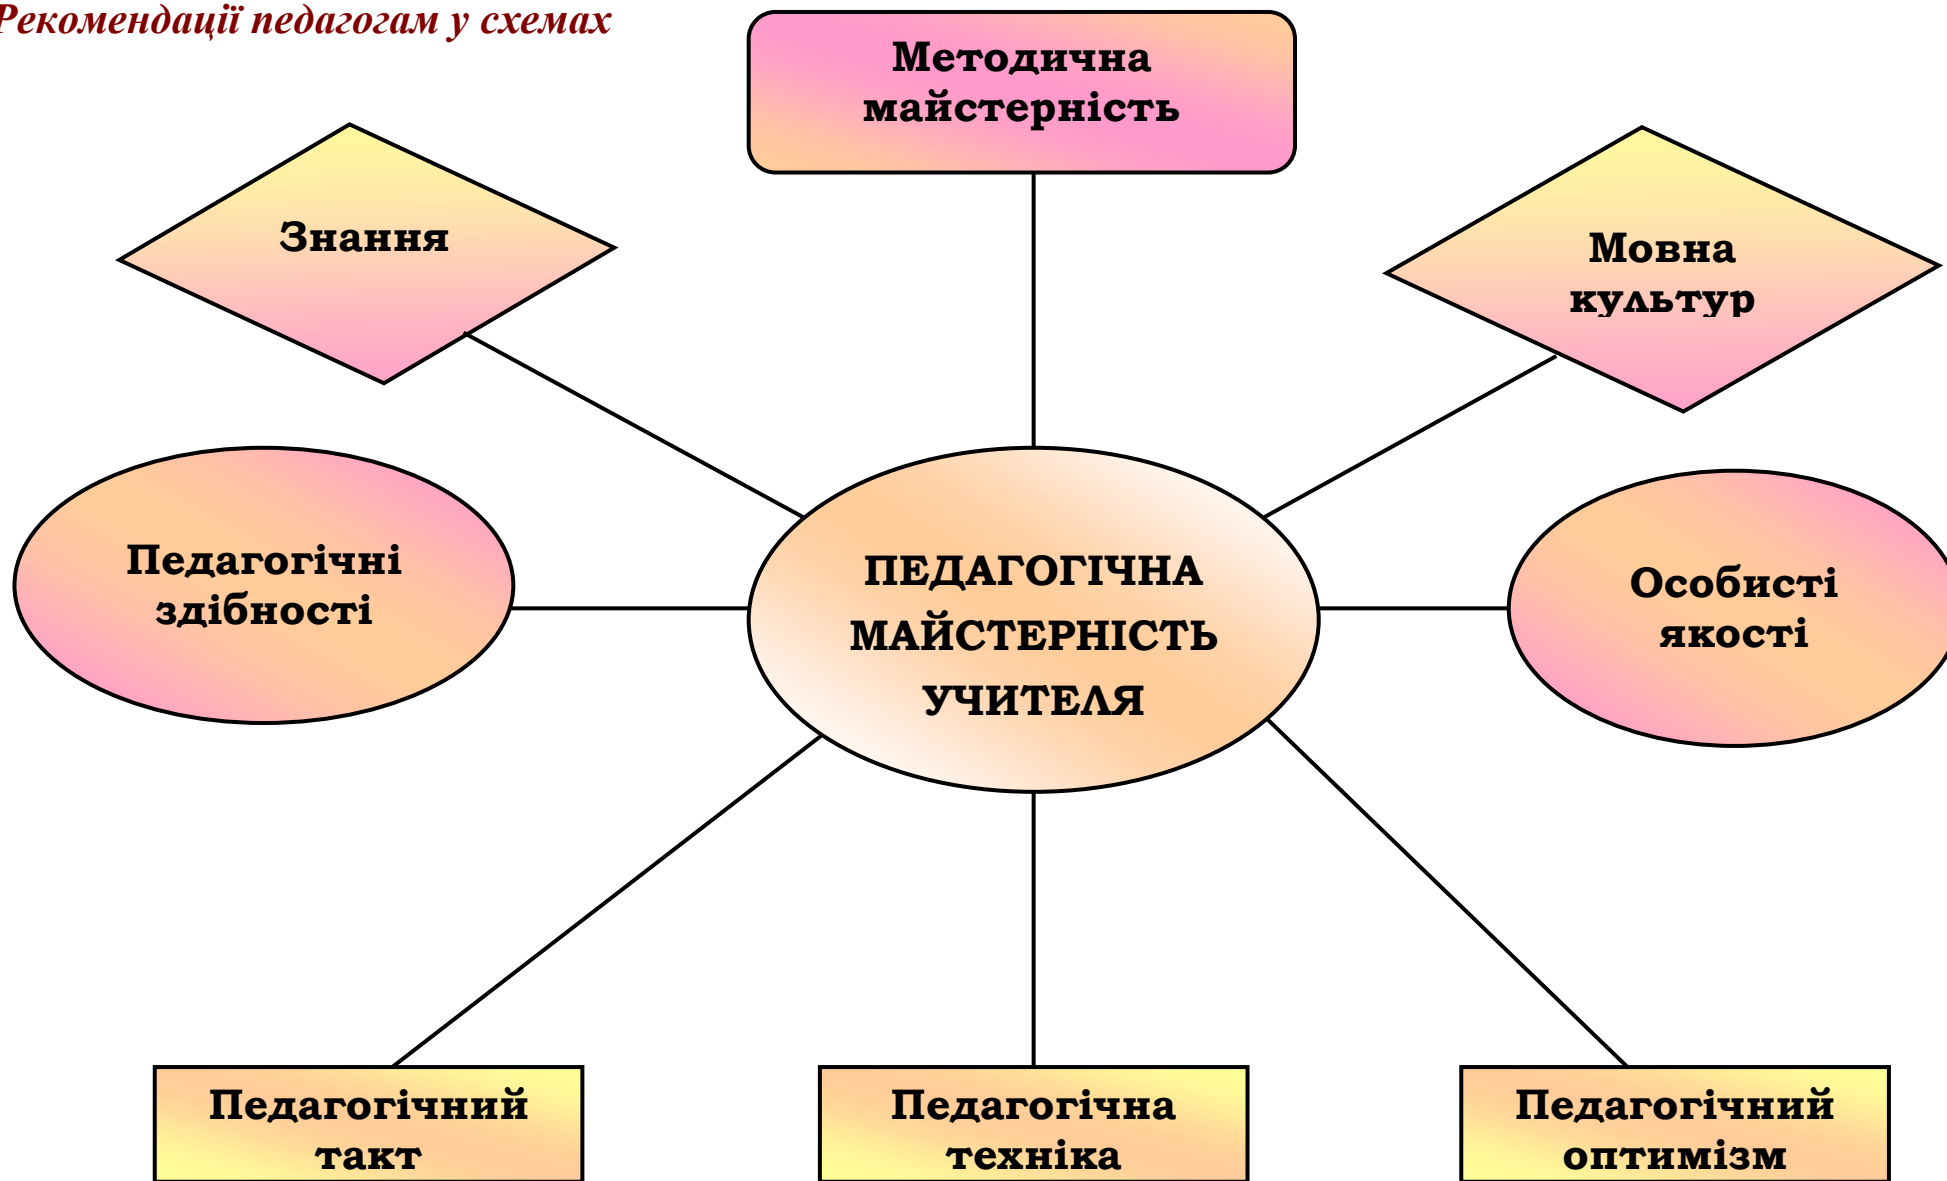 Рекомендації педагогам у схемах
Методична
майстерність
Знання
Мовна
культур
Педагогічні
здібності
ПЕДАГОГІЧНА
МАЙСТЕРНІСТЬ
УЧИТЕЛЯ
Особисті
якості
Педагогічний
такт
Педагогічна
техніка
Педагогічний
оптимізм